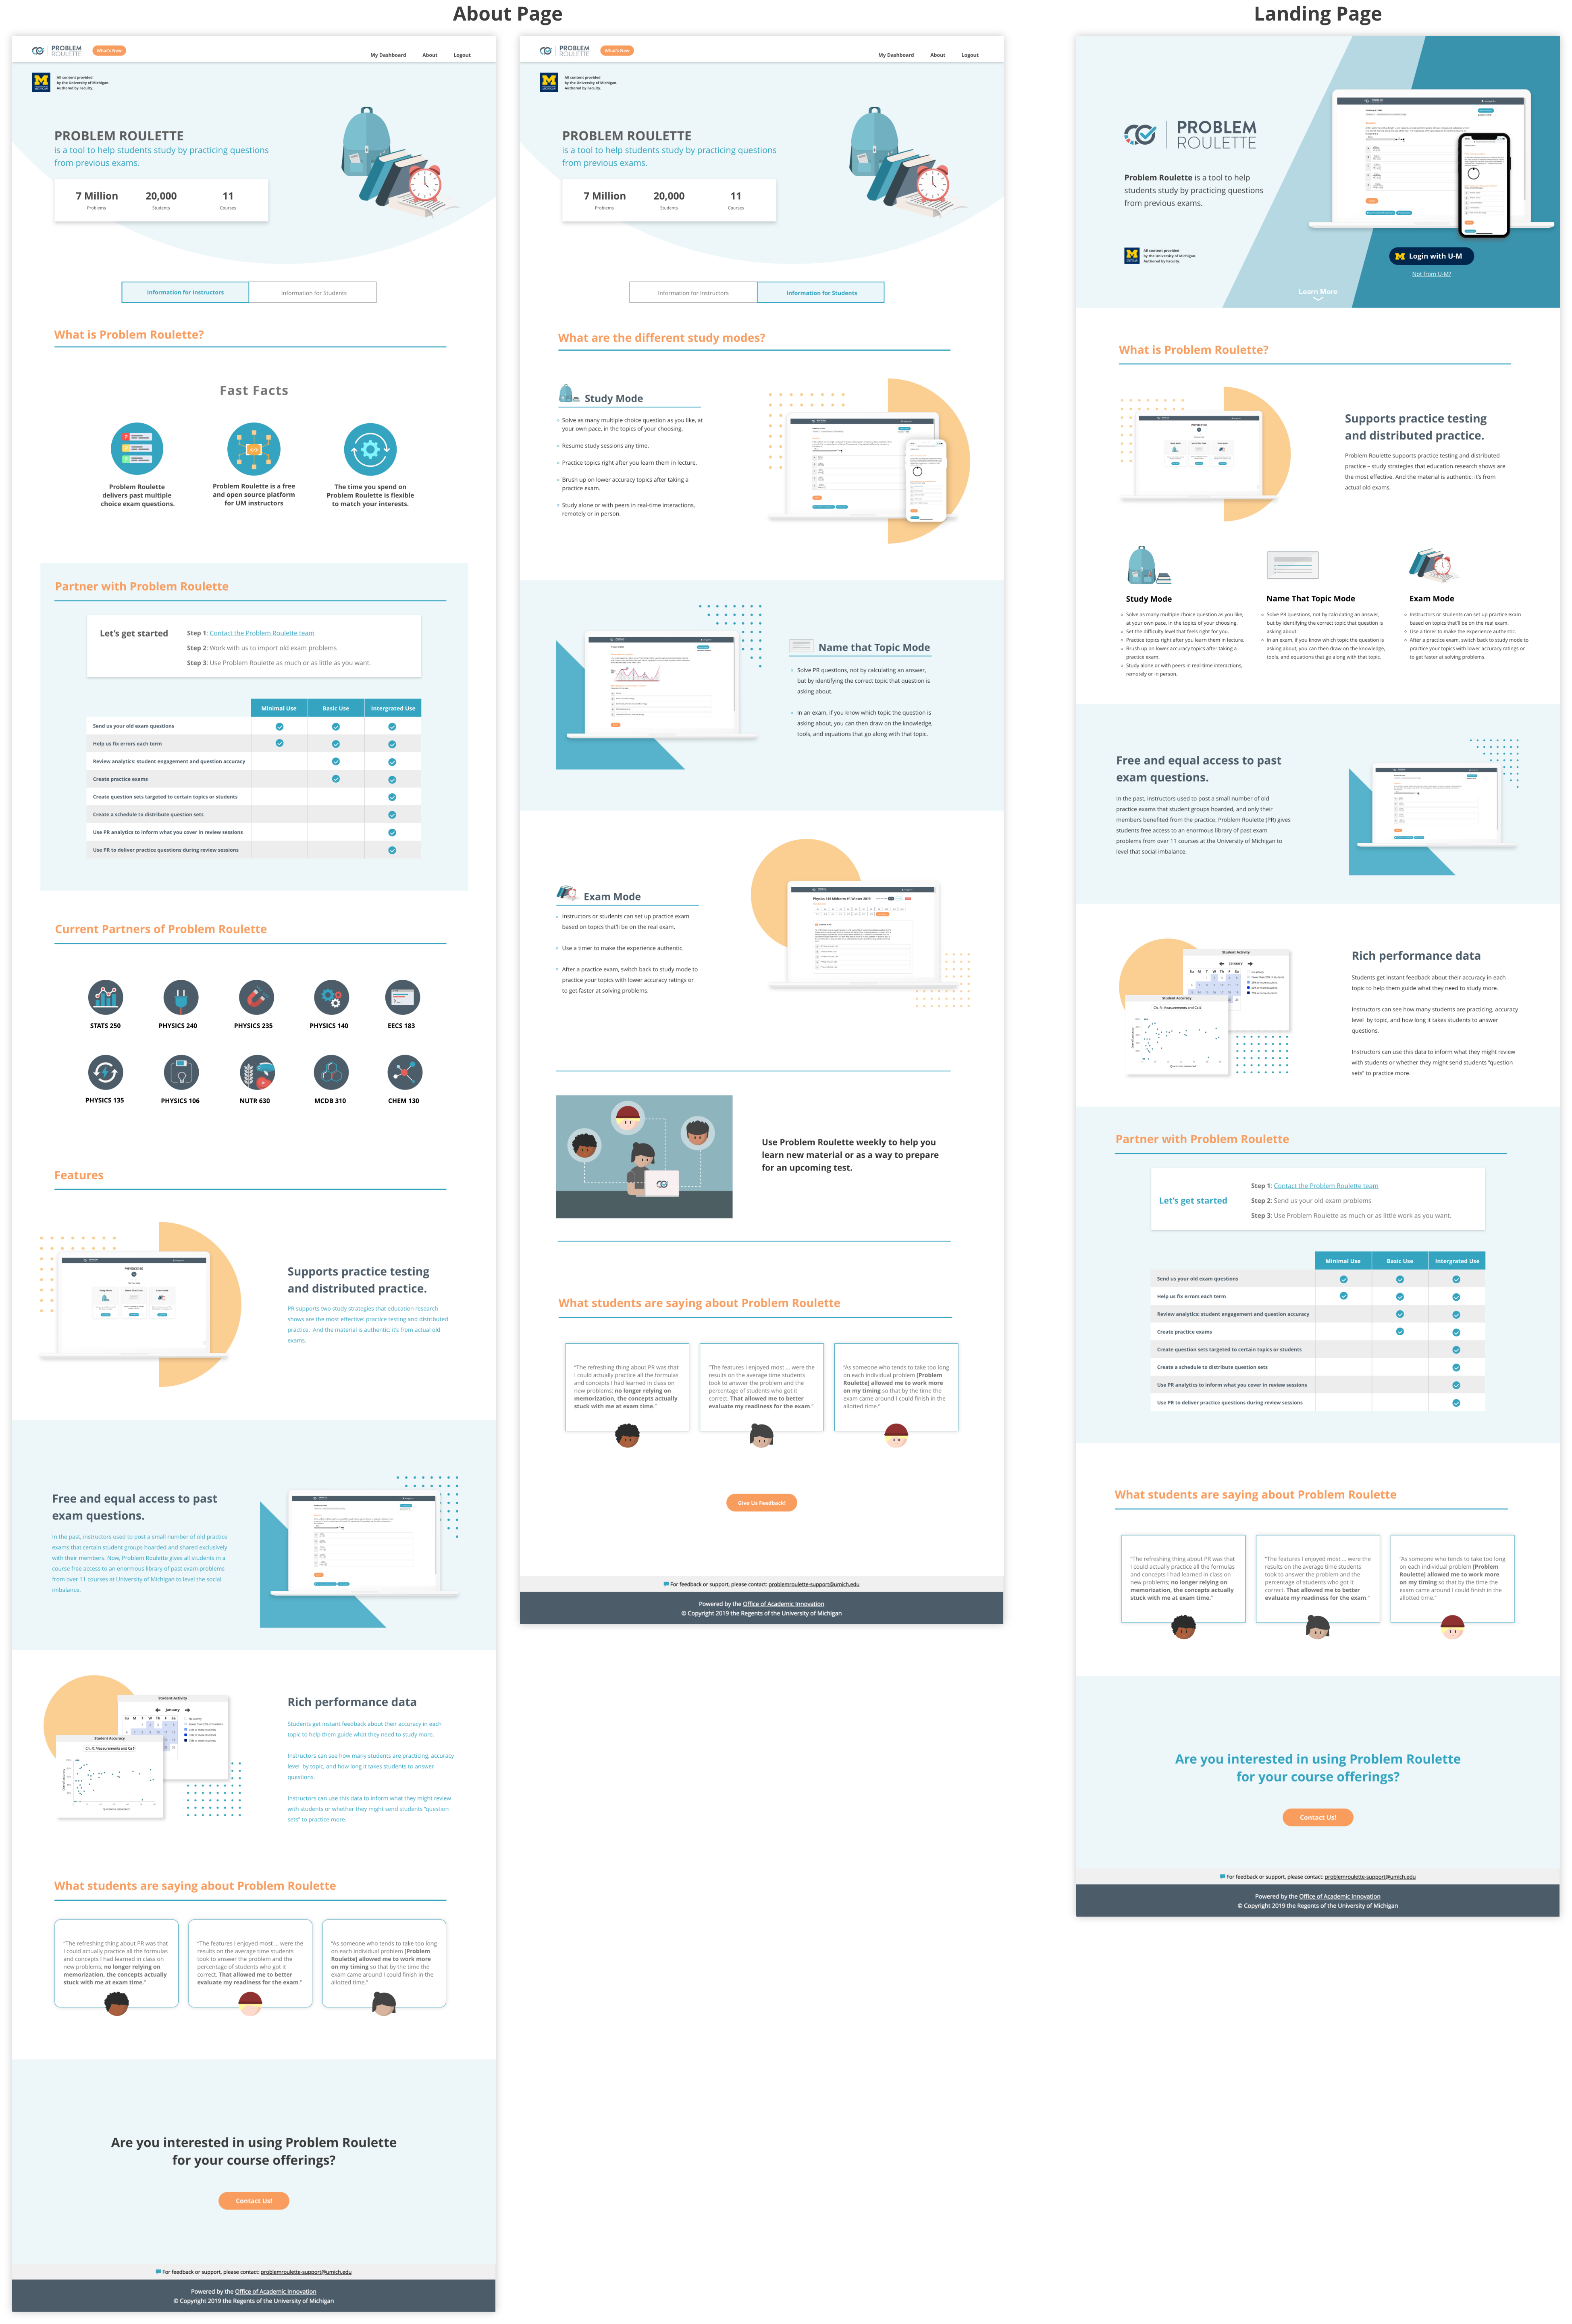 About Page
Landing Page
PROBLEM
ROULETTE
What's New
My Dashboard
About
Logout
All content provided
by the University of Michigan.
Authored by Faculty.
PROBLEM ROULETTE
is a tool to help students study by practicing questions
from previous exams.
7 Million
20,000
11
Problems
Students
Courses
Information for Instructors
Information for Students
What is Problem Roulette?
Fast Facts
Problem Roulette
delivers past multiple
choice exam questions.
Problem Roulette is a free
and open source platform
for UM instructors
The time you spend on
Problem Roulette is flexible
to match your interests.
Partner with Problem Roulette
Let's get started
Step 1: Contact the Problem Roulette team
Step 2: Work with us to import old exam problems
Step 3: Use Problem Roulette as much or as little as you want.
Minimal Use
Basic Use
Intergrated Use
Send us your old exam questions
Help us fix errors each term
Review analytics: student engagement and question accuracy
Create practice exams
Create question sets targeted to certain topics or students
Create a schedule to distribute question sets
Use PR analytics to inform what you cover in review sessions
Use PR to deliver practice questions during review sessions
Current Partners of Problem Roulette
STATS 250
PHYSICS 240
PHYSICS 235
PHYSICS 140
EECS 183
PHYSICS 135
PHYSICS 106
NUTR 630
MCDB 310
CHEM 130
Features
Supports practice testing
and distributed practice.
PR supports two study strategies that education research
shows are the most effective: practice testing and distributed
practice. And the material is authentic: it's from actual old
exams.
Free and equal access to past
exam questions.
In the past, instructors used to post a small number of old practice
exams that certain student groups hoarded and shared exclusively
with their members. Now, Problem Roulette gives all students in a
course free access to an enormous library of past exam problems
from over 11 courses at University of Michigan to level the social
imbalance.
Student Activity
January
Su M T W Th F Sa
Student Accuracy
Ch. R: Measurements and Ca E
Questions answered
Rich performance data
Students get instant feedback about their accuracy in each
topic to help them guide what they need to study more.
Instructors can see how many students are practicing, accuracy
level by topic, and how long it takes students to answer
questions.
Instructors can use this data to inform what they might review
with students or whether they might send students "question
sets" to practice more.
What students are saying about Problem Roulette
"The refreshing thing about PR was that
I could actually practice all the formulas
and concepts I had learned in class on
new problems; no longer relying on
memorization, the concepts actually
stuck with me at exam time."
"The features I enjoyed most ... were the
results on the average time students
took to answer the problem and the
percentage of students who got it
correct. That allowed me to better
evaluate my readiness for the exam."
"As someone who tends to take too long
on each individual problem [Problem
Roulette] allowed me to work more
on my timing so that by the time the
exam came around I could finish in the
allotted time."
Are you interested in using Problem Roulette
for your course offerings?
Contact Us!
For feedback or support, please contact: problemroulette-support@umich.edu
Powered by the Office of Academic Innovation
© Copyright 2019 the Regents of the University of Michigan
PROBLEM
ROULETTE
What's New
My Dashboard
About
Logout
All content provided
by the University of Michigan.
Authored by Faculty.
PROBLEM ROULETTE
is a tool to help students study by practicing questions
from previous exams.
7 Million
20,000
11
Problems
Students
Courses
Information for Instructors
Information for Students
What are the different study modes?
Study Mode
Solve as many multiple choice question as you like, at
your own pace, in the topics of your choosing.
Resume study sessions any time.
Practice topics right after you learn them in lecture.
Brush up on lower accuracy topics after taking a
practice exam.
Study alone or with peers in real-time interactions,
remotely or in person.
Name that Topic Mode
Solve PR questions, not by calculating an answer,
but by identifying the correct topic that question is
asking about.
In an exam, if you know which topic the question is
asking about, you can then draw on the knowledge,
tools, and equations that go along with that topic.
Exam Mode
Instructors or students can set up practice exam
based on topics that'll be on the real exam.
Use a timer to make the experience authentic.
After a practice exam, switch back to study mode to
practice your topics with lower accuracy ratings or
to get faster at solving problems.
Use Problem Roulette weekly to help you
learn new material or as a way to prepare
for an upcoming test.
What students are saying about Problem Roulette
"The refreshing thing about PR was that
I could actually practice all the formulas
and concepts I had learned in class on
new problems; no longer relying on
memorization, the concepts actually
stuck with me at exam time."
"The features I enjoyed most ... were the
results on the average time students
took to answer the problem and the
percentage of students who got it
correct. That allowed me to better
evaluate my readiness for the exam."
"As someone who tends to take too long
on each individual problem [Problem
Roulette] allowed me to work more
on my timing so that by the time the
exam came around I could finish in the
allotted time."
Give Us Feedback!
For feedback or support, please contact: problemroulette-support@umich.edu
Powered by the Office of Academic Innovation
© Copyright 2019 the Regents of the University of Michigan
PROBLEM
ROULETTE
Problem Roulette is a tool to help
students study by practicing questions
from previous exams.
All content provided
by the University of Michigan.
Authored by Faculty.
Login with U-M
Not from U-M?
Learn More
What is Problem Roulette?
Supports practice testing
and distributed practice.
Problem Roulette supports practice testing and distributed
practice – study strategies that education research shows are
the most effective. And the material is authentic: it's from
actual old exams.
Study Mode
Solve as many multiple choice question as you like,
at your own pace, in the topics of your choosing.
Set the difficulty level that feels right for you.
Practice topics right after you learn them in lecture.
Brush up on lower accuracy topics after taking a
practice exam.
Study alone or with peers in real-time interactions,
remotely or in person.
Name That Topic Mode
Solve PR questions, not by calculating an answer,
but by identifying the correct topic that question is
asking about.
In an exam, if you know which topic the question is
asking about, you can then draw on the knowledge,
tools, and equations that go along with that topic.
Exam Mode
Instructors or students can set up practice exam
based on topics that'll be on the real exam.
Use a timer to make the experience authentic.
After a practice exam, switch back to study mode to
practice your topics with lower accuracy ratings or
to get faster at solving problems.
Free and equal access to past
exam questions.
In the past, instructors used to post a small number of old
practice exams that student groups hoarded, and only their
members benefited from the practice. Problem Roulette (PR) gives
students free access to an enormous library of past exam
problems from over 11 courses at the University of Michigan to
level that social imbalance.
Student Activity
January
Su M T W Th F Sa
Student Accuracy
Ch. R: Measurements and Ca E
Questions answered
Rich performance data
Students get instant feedback about their accuracy in each
topic to help them guide what they need to study more.
Instructors can see how many students are practicing, accuracy
level by topic, and how long it takes students to answer
questions.
Instructors can use this data to inform what they might review
with students or whether they might send students "question
sets" to practice more.
Partner with Problem Roulette
Let's get started
Step 1: Contact the Problem Roulette team
Step 2: Send us your old exam problems
Step 3: Use Problem Roulette as much or as little work as you want.
Minimal Use
Basic Use
Intergrated Use
Send us your old exam questions
Help us fix errors each term
Review analytics: student engagement and question accuracy
Create practice exams
Create question sets targeted to certain topics or students
Create a schedule to distribute question sets
Use PR analytics to inform what you cover in review sessions
Use PR to deliver practice questions during review sessions
What students are saying about Problem Roulette
"The refreshing thing about PR was that
I could actually practice all the formulas
and concepts I had learned in class on
new problems; no longer relying on
memorization, the concepts actually
stuck with me at exam time."
"The features I enjoyed most ... were the
results on the average time students
took to answer the problem and the
percentage of students who got it
correct. That allowed me to better
evaluate my readiness for the exam."
"As someone who tends to take too long
on each individual problem [Problem
Roulette] allowed me to work more
on my timing so that by the time the
exam came around I could finish in the
allotted time."
Are you interested in using Problem Roulette
for your course offerings?
Contact Us!
For feedback or support, please contact: problemroulette-support@umich.edu
Powered by the Office of Academic Innovation
© Copyright 2019 the Regents of the University of Michigan